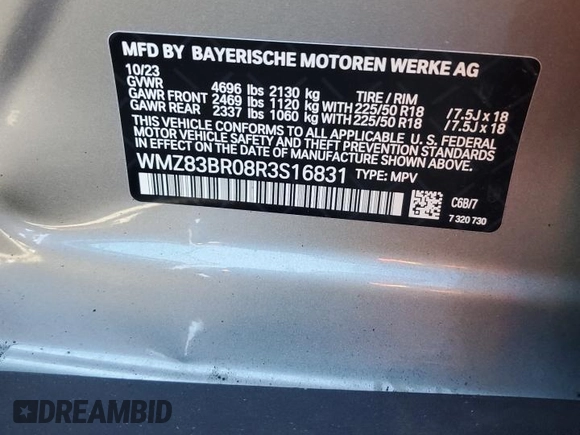 MFD BY BAYERISCHE MOTOREN WERKE AG
10/23
GVWR 4696 lbs 2130 kg TIRE / RIM
GAWR FRONT 2469 lbs 1120 kg WITH 225/50 R18 / 7.5J x 18
GAWR REAR 2337 lbs 1060 kg WITH 225/50 R18 / 7.5J x 18
THIS VEHICLE CONFORMS TO ALL APPLICABLE U.S. FEDERAL
MOTOR VEHICLE SAFETY AND THEFT PREVENTION STANDARDS
IN EFFECT ON THE DATE OF MANUFACTURE SHOWN ABOVE.
WMZ83BR08R3S16831 TYPE: MPV
C6B/7
7 320 730
DREAMBID